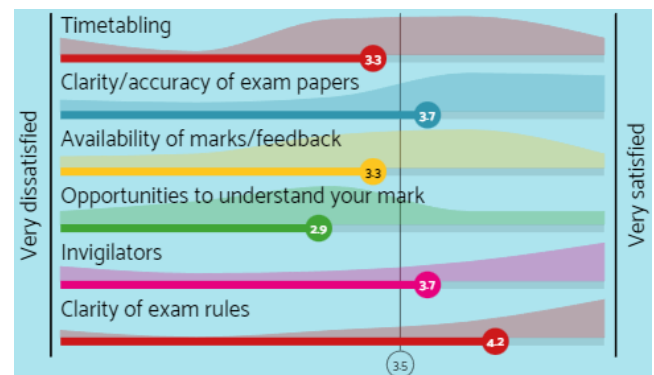 Timetabling
3.3
Clarity/accuracy of exam papers
3.7
Availability of marks/feedback
3.3
Opportunities to understand your mark
2.9
Invigilators
3.7
Clarity of exam rules
4.2
3.5
Very dissatisfied
Very satisfied